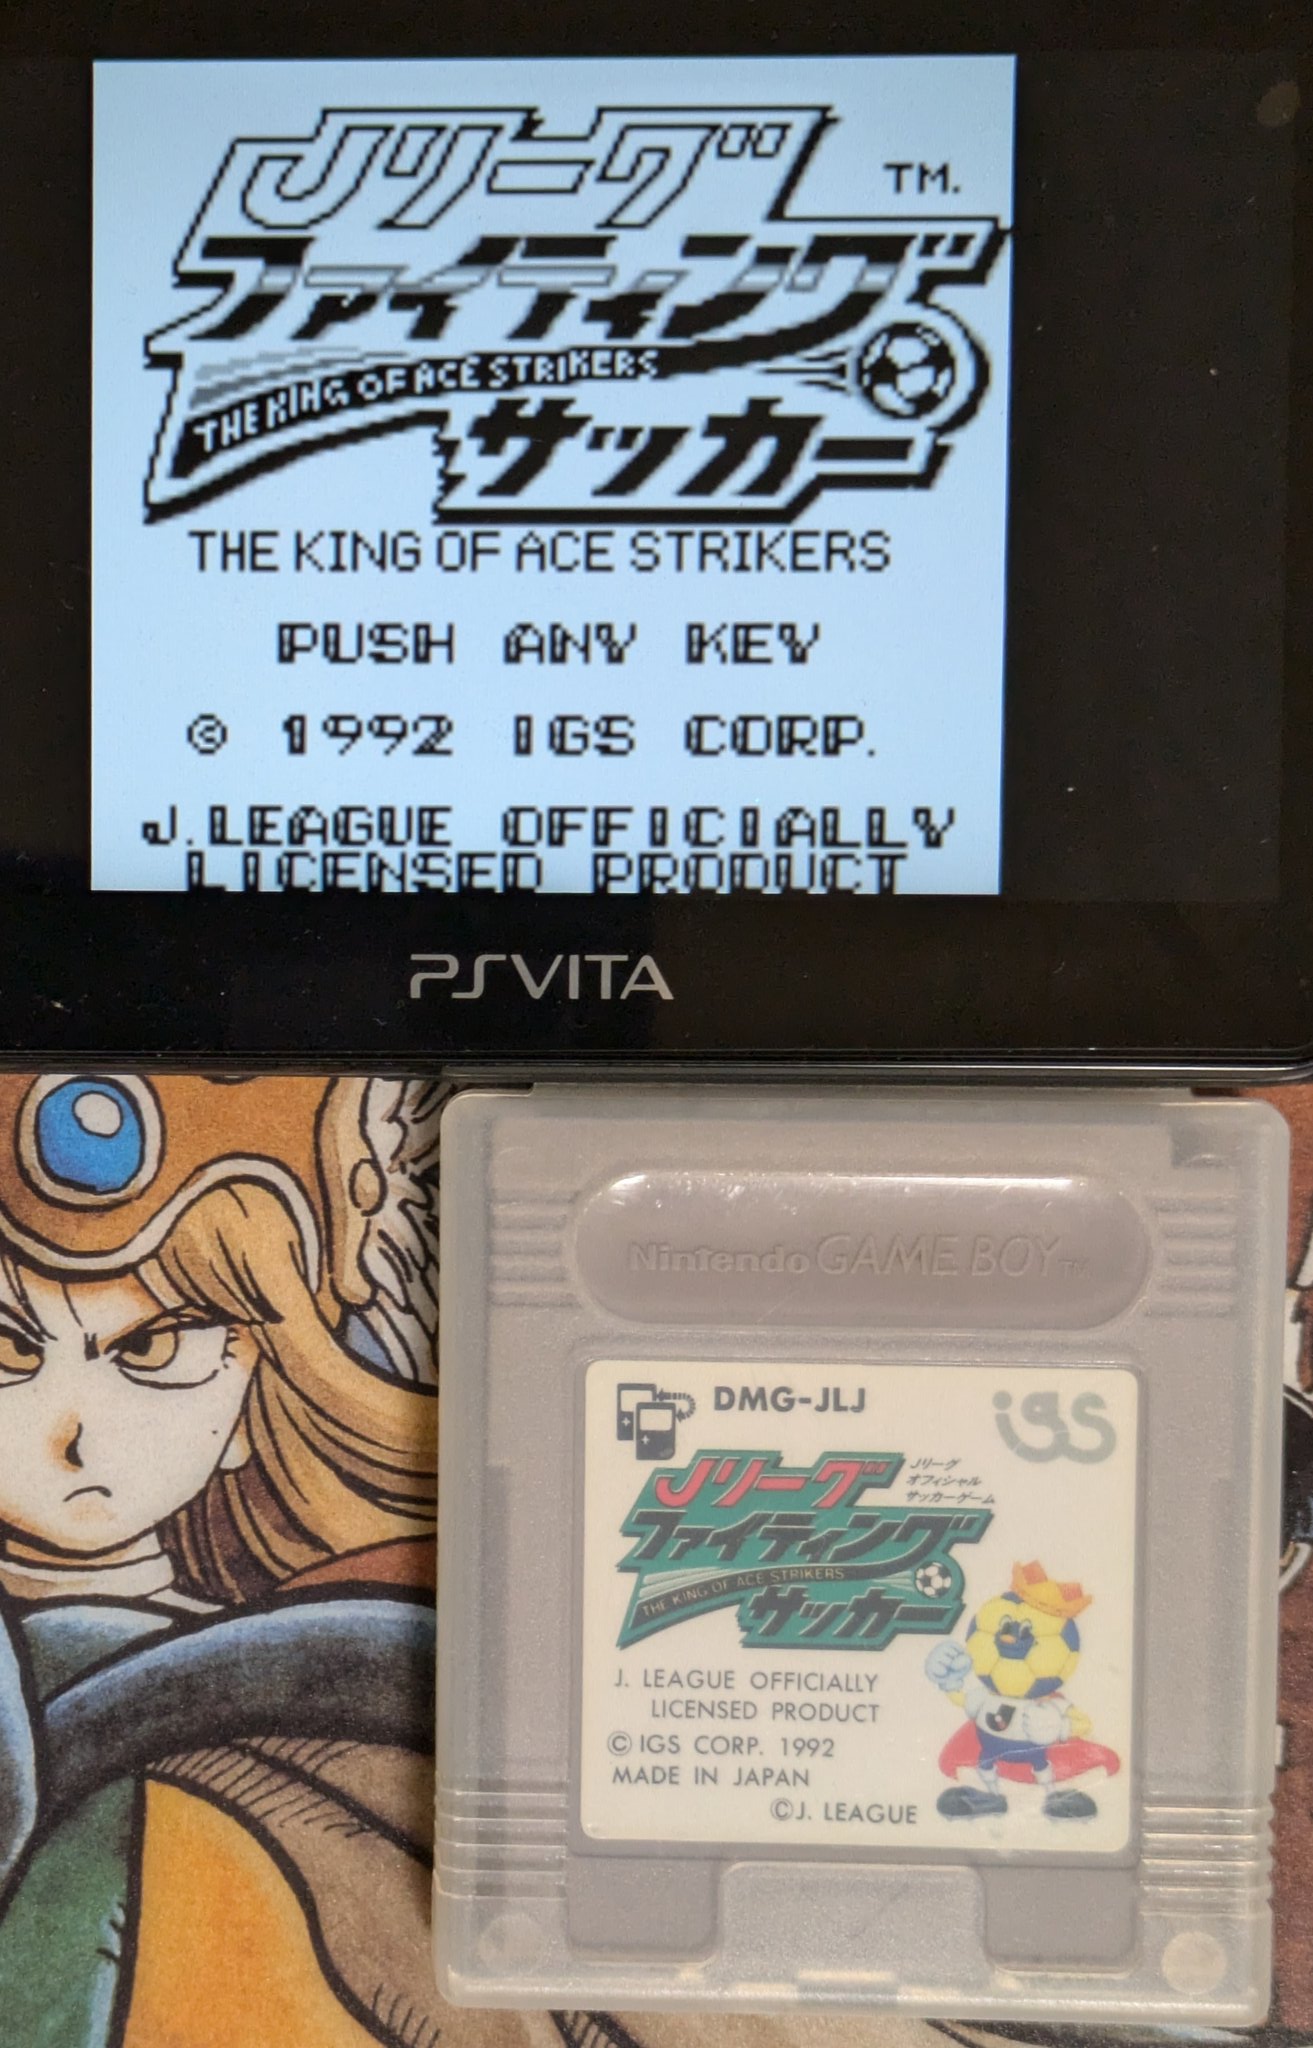 Jリーグ
TM.
ファイティング
THE KING OF ACE STRIKERS
サッカー
THE KING OF ACE STRIKERS
PUSH ANY KEY
© 1992 IGS CORP.
J.LEAGUE OFFICIALLY
LICENSED PRODUCT
PSVITA
Nintendo GAME BOY TM
DMG-JLJ
igs
Jリーグ
Jリーグ
オフィシャル
サッカーゲーム
ファイティング
THE KING OF ACE STRIKERS
サッカー
J. LEAGUE OFFICIALLY
LICENSED PRODUCT
© IGS CORP. 1992
MADE IN JAPAN
© J. LEAGUE